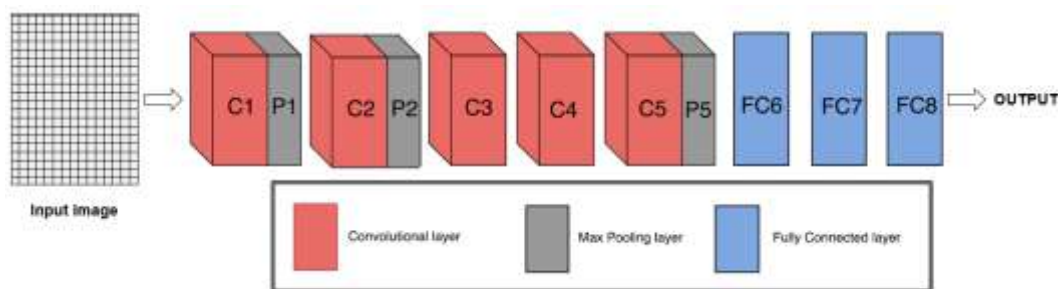 C1 P1 C2 P2 C3 C4 C5 P5 FC6 FC7 FC8 OUTPUT
Input image
Convolutional layer Max Pooling layer Fully Connected layer